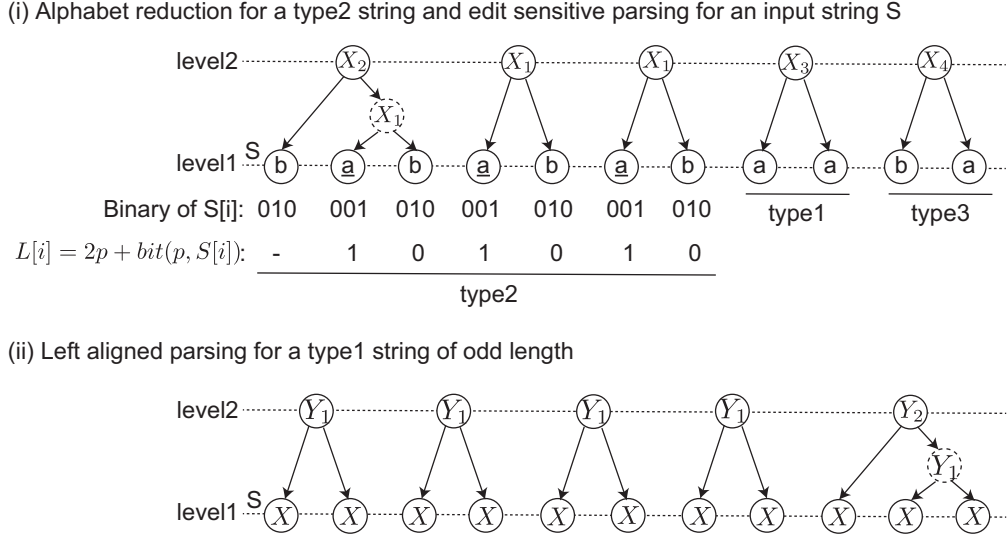 (i) Alphabet reduction for a type2 string and edit sensitive parsing for an input string S
level2 X₂ X₁ X₁ X₃ X₄
X₁
level1 S b a b a b a b a a b a
Binary of S[i]: 010 001 010 001 010 001 010 type1 type3
L[i] = 2p + bit(p, S[i]): - 1 0 1 0 1 0
type2
(ii) Left aligned parsing for a type1 string of odd length
level2 Y₁ Y₁ Y₁ Y₁ Y₂
Y₁
level1 S X X X X X X X X X X X